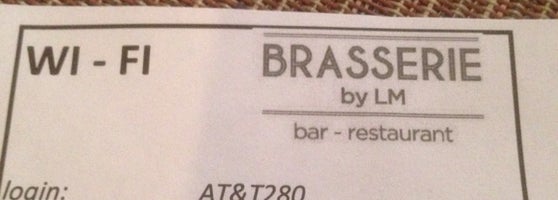 WI - FI
BRASSERIE
by LM
bar - restaurant
login: AT&T280